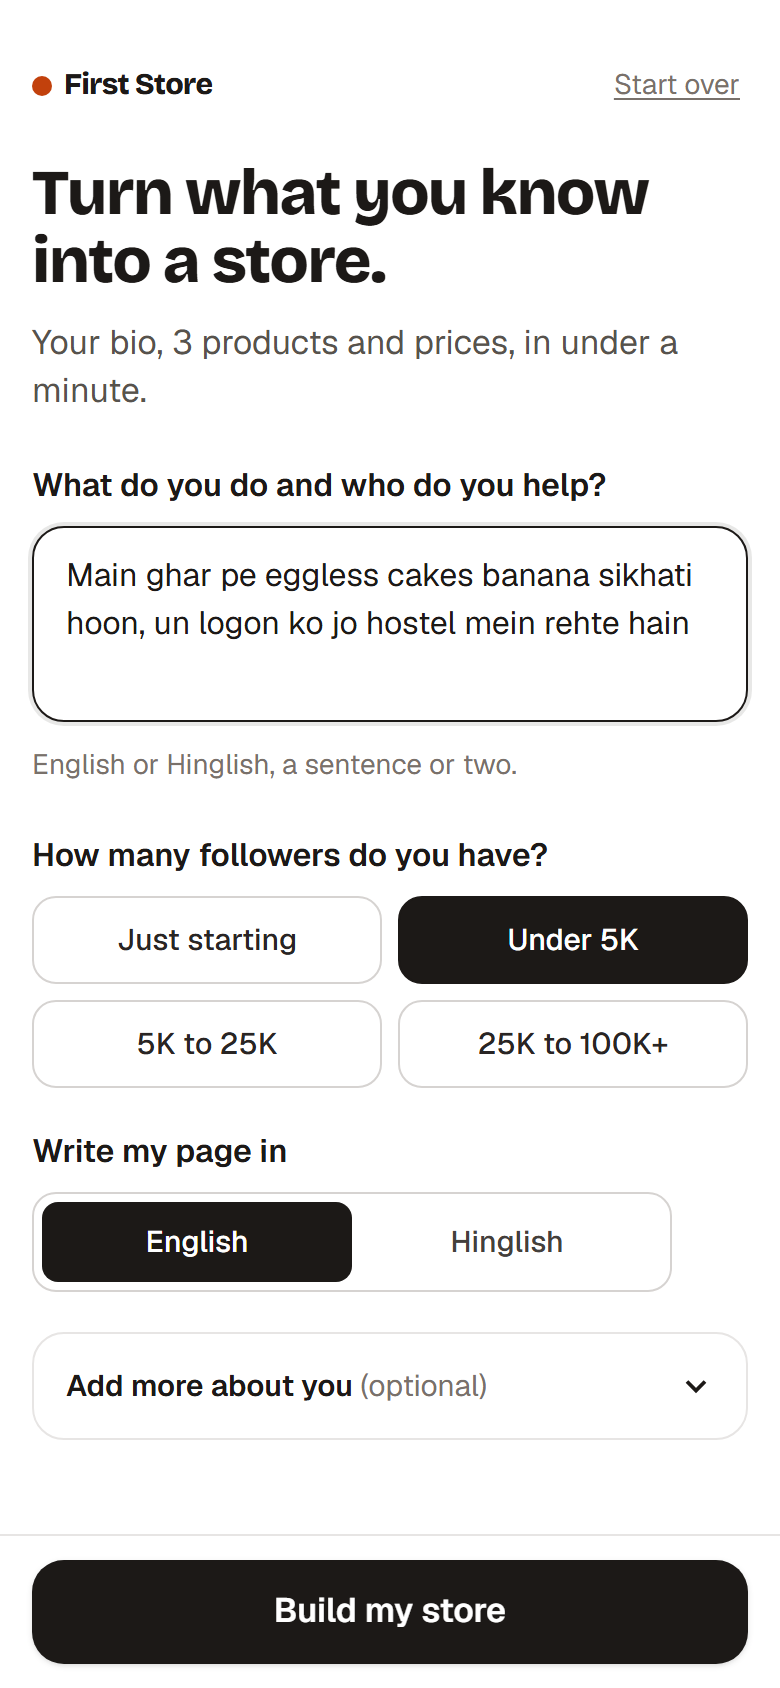 First Store
Start over
Turn what you know
into a store.
Your bio, 3 products and prices, in under a
minute.
What do you do and who do you help?
Main ghar pe eggless cakes banana sikhati
hoon, un logon ko jo hostel mein rehte hain
English or Hinglish, a sentence or two.
How many followers do you have?
Just starting
Under 5K
5K to 25K
25K to 100K+
Write my page in
English
Hinglish
Add more about you (optional)
Build my store